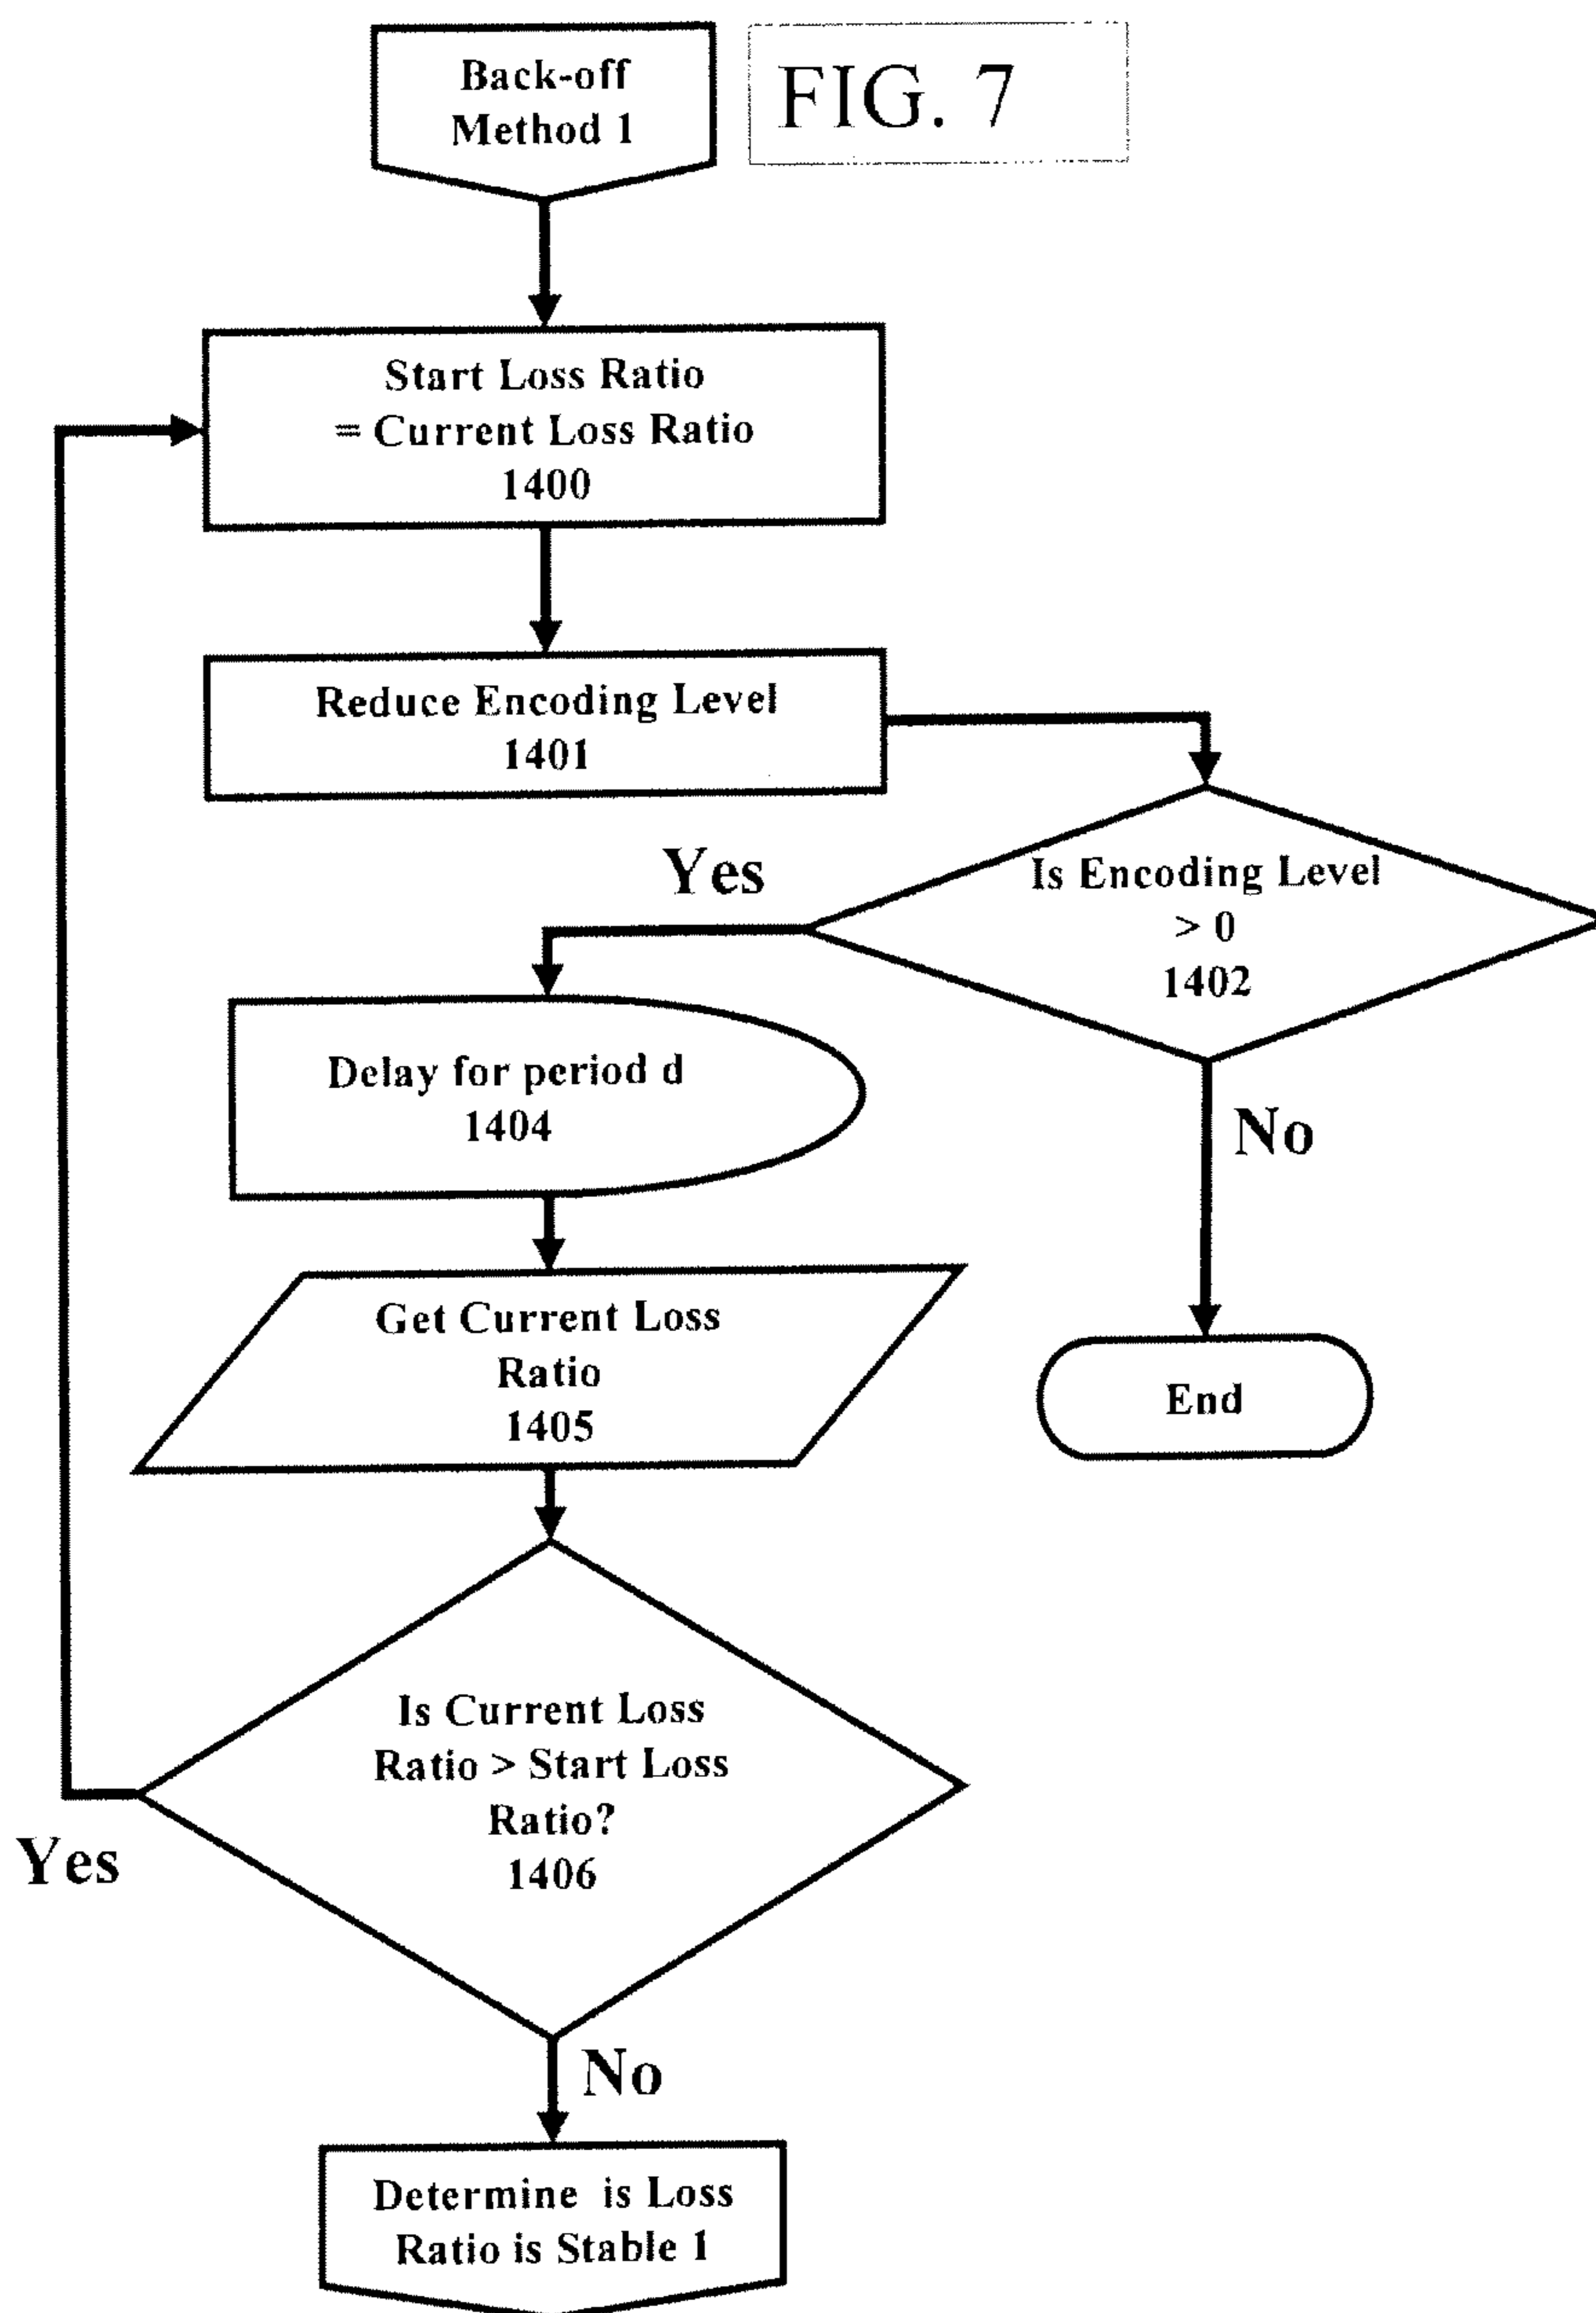 Back-off
Method 1
FIG. 7
Start Loss Ratio
= Current Loss Ratio
1400
Reduce Encoding Level
1401
Yes
Is Encoding Level
> 0
1402
Delay for period d
1404
No
Get Current Loss
Ratio
1405
End
Is Current Loss
Ratio > Start Loss
Ratio?
1406
Yes
No
Determine is Loss
Ratio is Stable 1